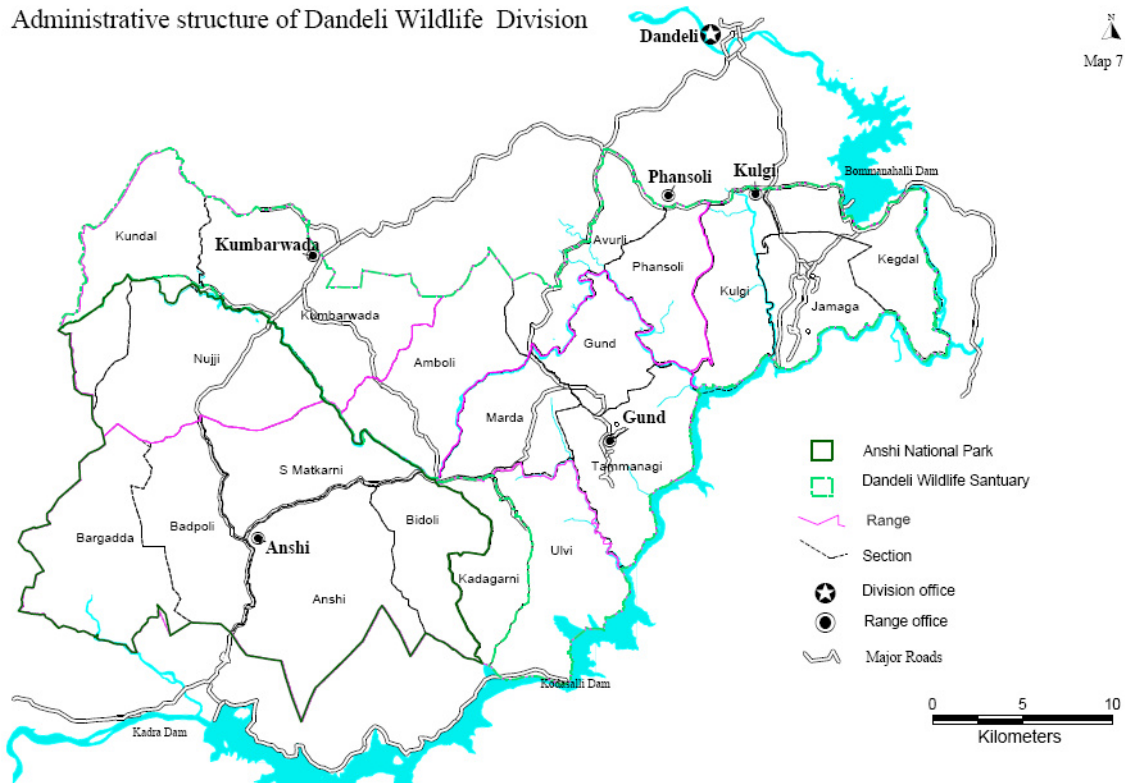 Administrative structure of Dandeli Wildlife Division
N
Map 7
Dandeli
Bommanahalli Dam
Phansoli
Kulgi
Kundal
Kumbarwada
Avurli
Phansoli
Kegdal
Kulgi
Jamaga
Kumbarwada
Gund
Nujji
Amboli
Marda
Gund
S Matkarni
Tammanagi
Bidoli
Badpoli
Bargadda
Anshi
Ulvi
Kadagarni
Anshi
Kodasalli Dam
Kadra Dam
Anshi National Park
Dandeli Wildlife Santuary
Range
Section
Division office
Range office
Major Roads
0 5 10
Kilometers